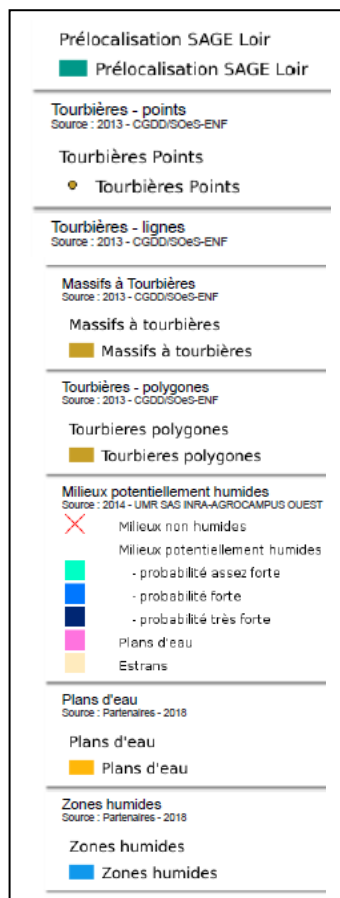 Prélocalisation SAGE Loir
Prélocalisation SAGE Loir
Tourbières - points
Source : 2013 - CGDD/SOeS-ENF
Tourbières Points
Tourbières Points
Tourbières - lignes
Source : 2013 - CGDD/SOeS-ENF
Massifs à Tourbières
Source : 2013 - CGDD/SOeS-ENF
Massifs à tourbières
Massifs à tourbières
Tourbières - polygones
Source : 2013 - CGDD/SOeS-ENF
Tourbieres polygones
Tourbieres polygones
Milieux potentiellement humides
Source : 2014 - UMR SAS INRA-AGROCAMPUS OUEST
Milieux non humides
Milieux potentiellement humides
- probabilité assez forte
- probabilité forte
- probabilité très forte
Plans d'eau
Estrans
Plans d'eau
Source : Partenaires - 2018
Plans d'eau
Plans d'eau
Zones humides
Source : Partenaires - 2018
Zones humides
Zones humides